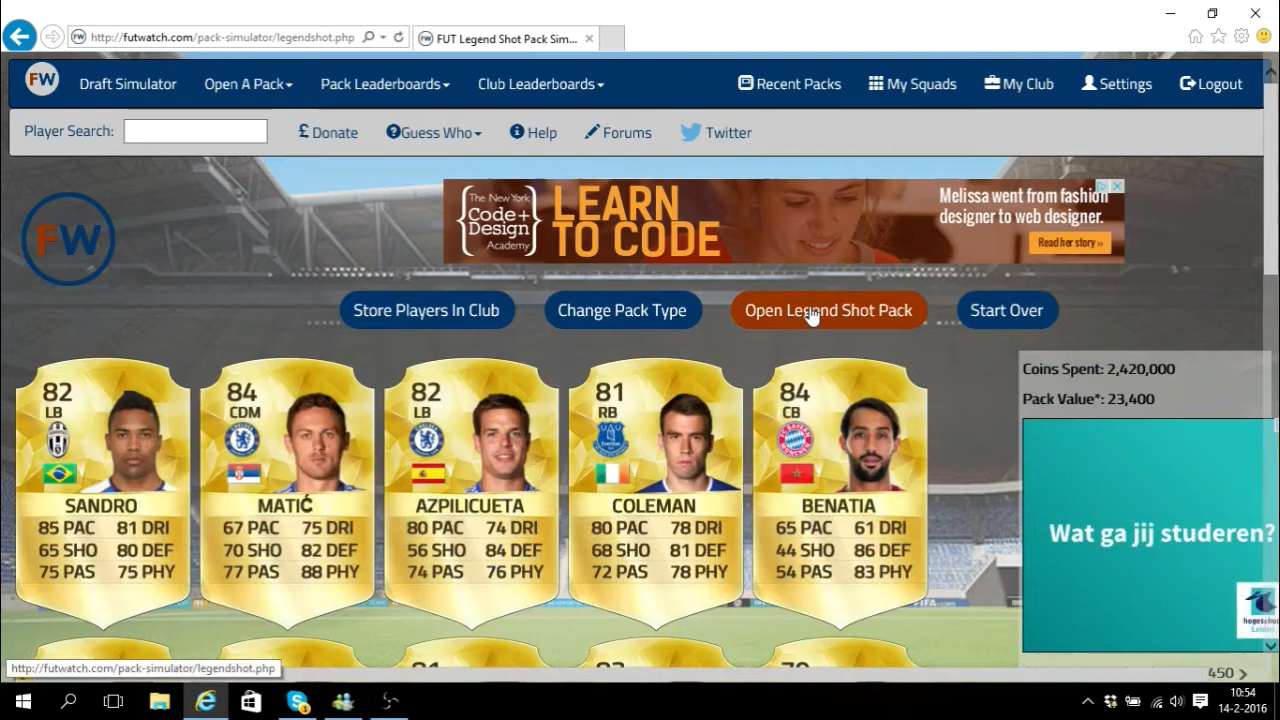 http://futwatch.com/pack-simulator/legendshot.php
FUT Legend Shot Pack Sim...
FW
Draft Simulator
Open A Pack
Pack Leaderboards
Club Leaderboards
Recent Packs
My Squads
My Club
Settings
Logout
Player Search:
£ Donate
Guess Who
Help
Forums
Twitter
FW
The New York
Code+
Design
Academy
LEARN
TO CODE
Melissa went from fashion
designer to web designer.
Read her story »
Store Players In Club
Change Pack Type
Open Legend Shot Pack
Start Over
82
LB
SANDRO
85 PAC 81 DRI
65 SHO 80 DEF
75 PAS 75 PHY
84
CDM
MATIĆ
67 PAC 75 DRI
70 SHO 82 DEF
77 PAS 88 PHY
82
LB
AZPILICUETA
80 PAC 74 DRI
56 SHO 84 DEF
74 PAS 76 PHY
81
RB
COLEMAN
80 PAC 78 DRI
68 SHO 81 DEF
72 PAS 78 PHY
84
CB
BENATIA
65 PAC 61 DRI
44 SHO 86 DEF
54 PAS 83 PHY
Coins Spent: 2,420,000
Pack Value*: 23,400
Wat ga jij studeren?
http://futwatch.com/pack-simulator/legendshot.php
450
10:54
14-2-2016